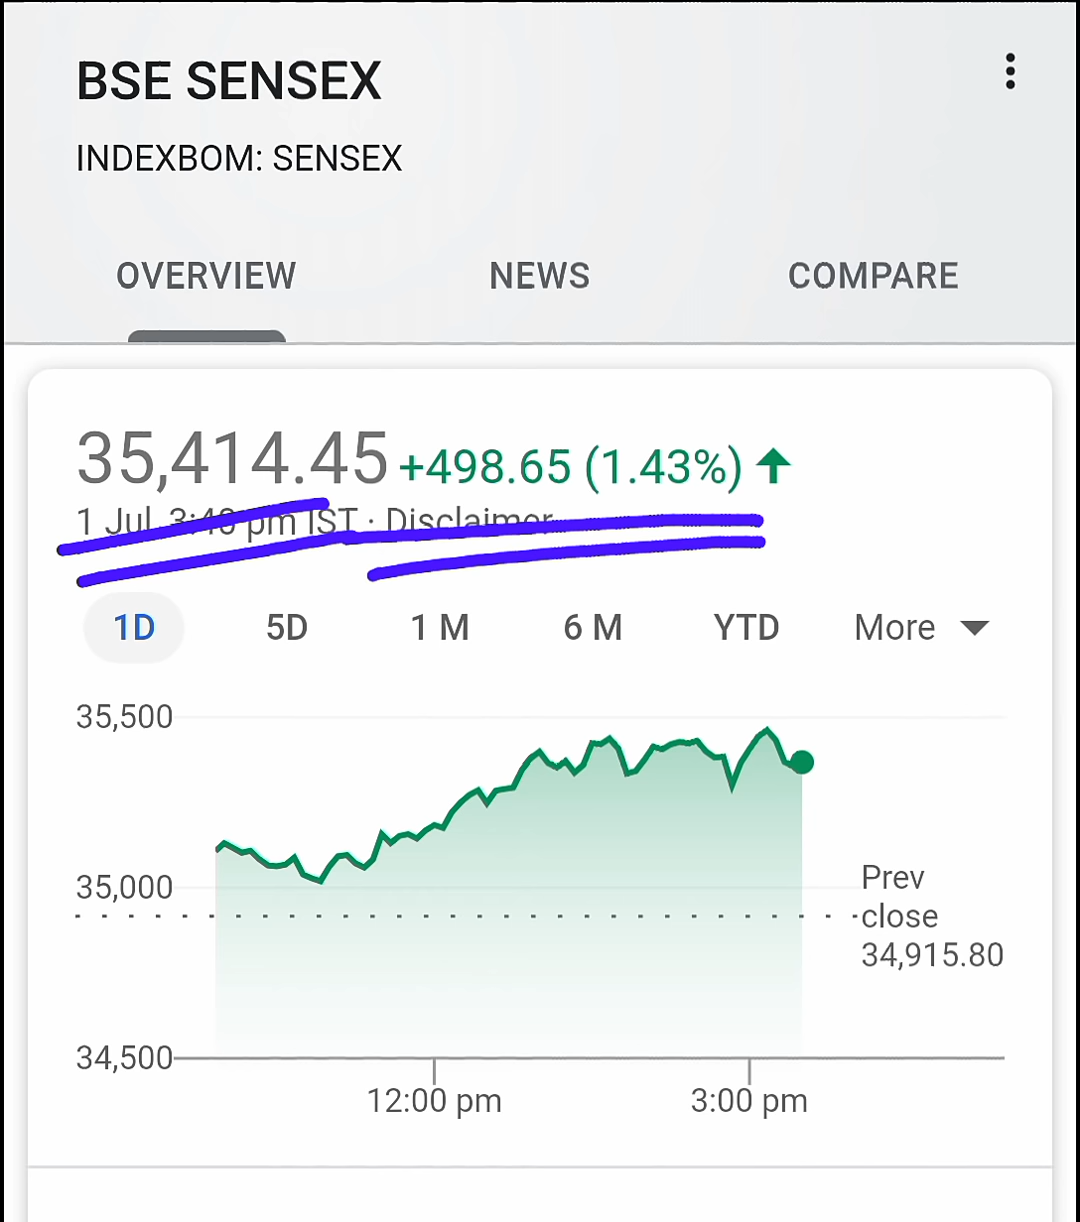 BSE SENSEX
INDEXBOM: SENSEX
OVERVIEW NEWS COMPARE
35,414.45 +498.65 (1.43%)
1 Jul, 3:48 pm IST · Disclaimer
1D 5D 1 M 6 M YTD More
35,500
35,000
34,500
Prev
close
34,915.80
12:00 pm 3:00 pm